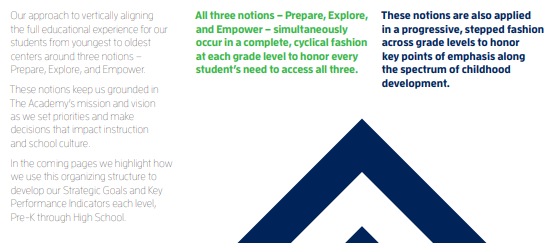 Our approach to vertically aligning
the full educational experience for our
students from youngest to oldest
centers around three notions –
Prepare, Explore, and Empower.
These notions keep us grounded in
The Academy's mission and vision
as we set priorities and make
decisions that impact instruction
and school culture.
In the coming pages we highlight how
we use this organizing structure to
develop our Strategic Goals and Key
Performance Indicators each level,
Pre-K through High School.
All three notions – Prepare, Explore,
and Empower – simultaneously
occur in a complete, cyclical fashion
at each grade level to honor every
student's need to access all three.
These notions are also applied
in a progressive, stepped fashion
across grade levels to honor
key points of emphasis along
the spectrum of childhood
development.